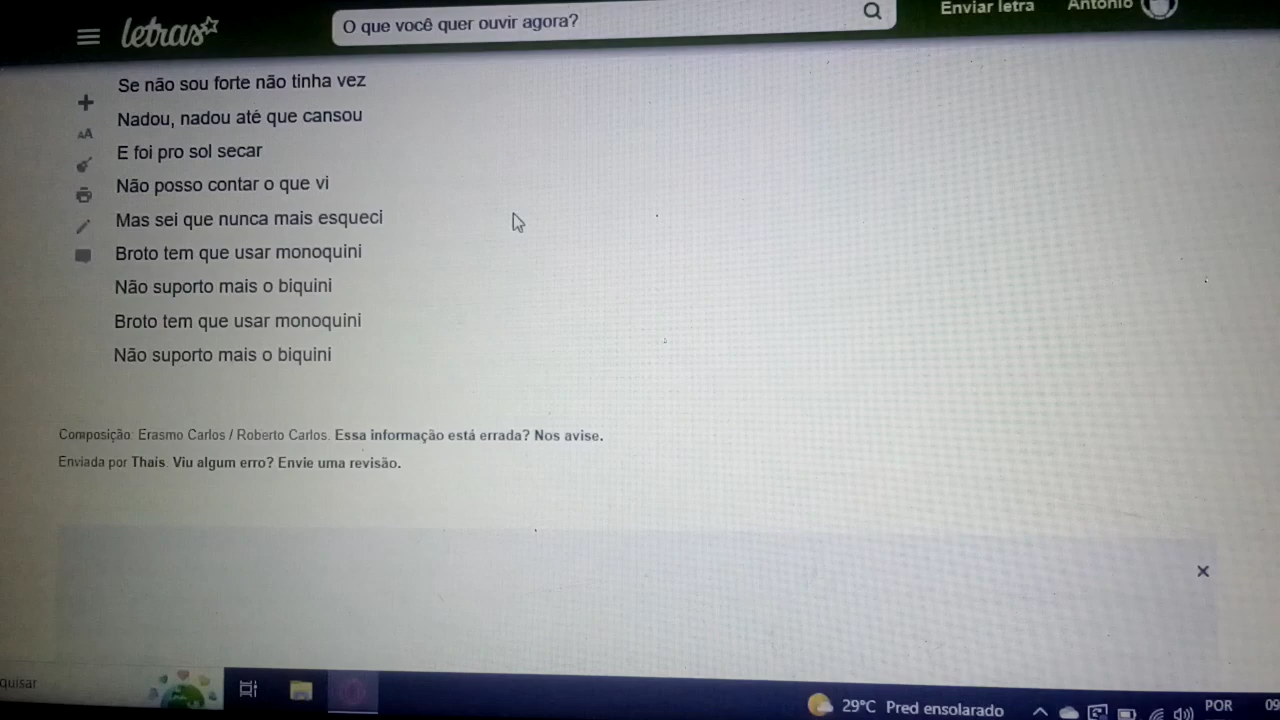 letras
O que você quer ouvir agora?
Enviar letra
Antonio
Se não sou forte não tinha vez
Nadou, nadou até que cansou
E foi pro sol secar
Não posso contar o que vi
Mas sei que nunca mais esqueci
Broto tem que usar monoquini
Não suporto mais o biquini
Broto tem que usar monoquini
Não suporto mais o biquini
Composição: Erasmo Carlos / Roberto Carlos. Essa informação está errada? Nos avise.
Enviada por Thais. Viu algum erro? Envie uma revisão.
quisar
29°C Pred ensolarado
POR
09